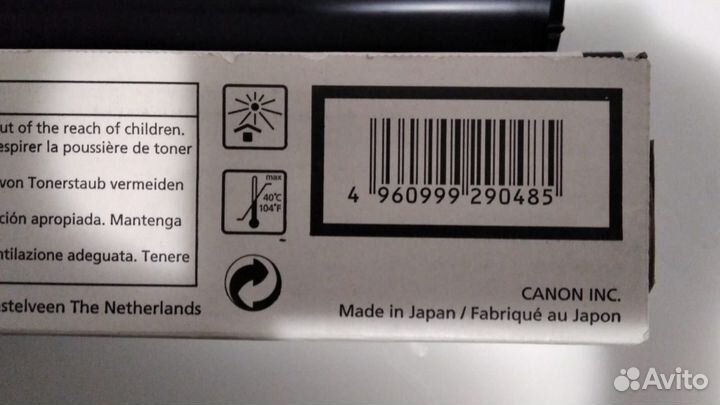 ut of the reach of children.
espirer la poussière de toner
von Tonerstaub vermeiden
ción apropiada. Mantenga
ntilazione adeguata. Tenere
max
40°C
104°F
4 960999 290485
CANON INC.
stelveen The Netherlands
Made in Japan / Fabriqué au Japon
Avito